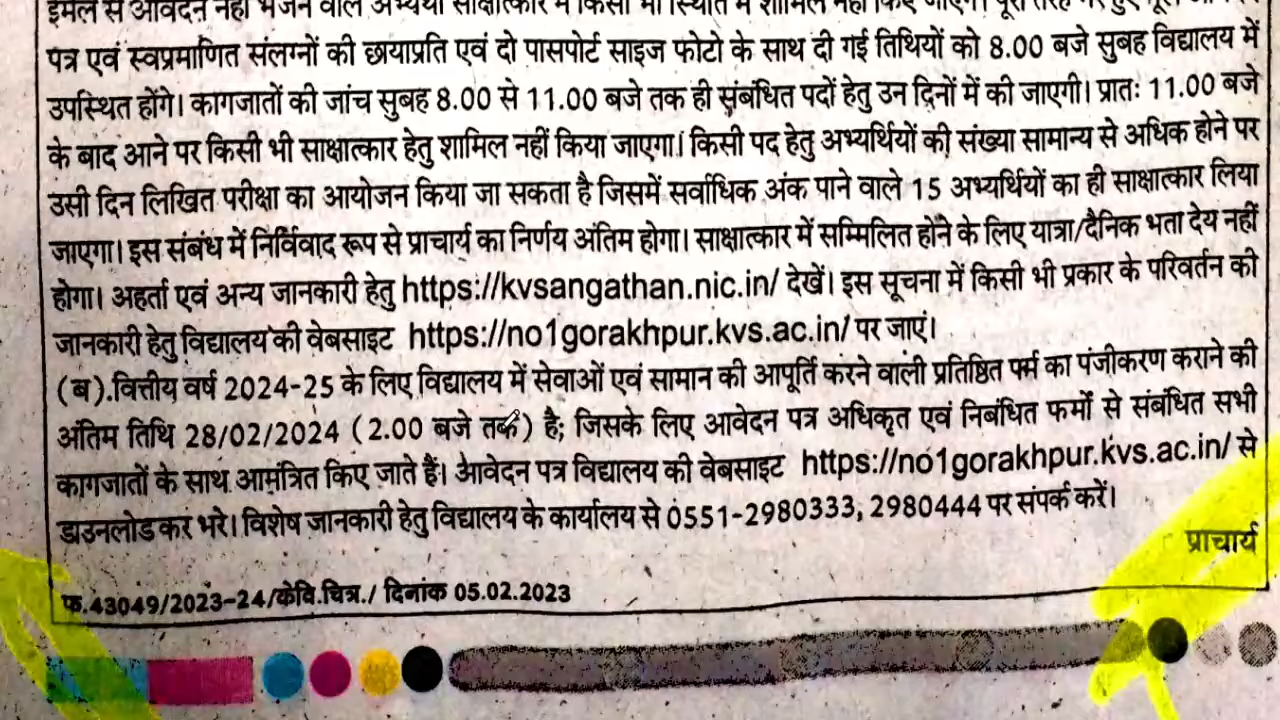 ईमेल से आवेदन नहीं भेजने वाले अभ्यर्थी साक्षात्कार में किसी भी स्थिति में शामिल नहीं किए जाएंगे। पूरी तरह भरे हुए मूल
पत्र एवं स्वप्रमाणित संलग्नों की छायाप्रति एवं दो पासपोर्ट साइज फोटो के साथ दी गई तिथियों को 8.00 बजे सुबह विद्यालय में
उपस्थित होंगे। कागजातों की जांच सुबह 8.00 से 11.00 बजे तक ही संबंधित पदों हेतु उन दिनों में की जाएगी। प्रातः 11.00 बजे
के बाद आने पर किसी भी साक्षात्कार हेतु शामिल नहीं किया जाएगा। किसी पद हेतु अभ्यर्थियों की संख्या सामान्य से अधिक होने पर
उसी दिन लिखित परीक्षा का आयोजन किया जा सकता है जिसमें सर्वाधिक अंक पाने वाले 15 अभ्यर्थियों का ही साक्षात्कार लिया
जाएगा। इस संबंध में निर्विवाद रूप से प्राचार्य का निर्णय अंतिम होगा। साक्षात्कार में सम्मिलित होने के लिए यात्रा/दैनिक भता देय नहीं
होगा। अहर्ता एवं अन्य जानकारी हेतु https://kvsangathan.nic.in/ देखें। इस सूचना में किसी भी प्रकार के परिवर्तन की
जानकारी हेतु विद्यालय की वेबसाइट https://no1gorakhpur.kvs.ac.in/ पर जाएं।
(ब).वित्तीय वर्ष 2024-25 के लिए विद्यालय में सेवाओं एवं सामान की आपूर्ति करने वाली प्रतिष्ठित फर्म का पंजीकरण कराने की
अंतिम तिथि 28/02/2024 (2.00 बजे तक) है; जिसके लिए आवेदन पत्र अधिकृत एवं निबंधित फर्मो से संबंधित सभी
कागजातों के साथ आमंत्रित किए जाते हैं। आवेदन पत्र विद्यालय की वेबसाइट https://no1gorakhpur.kvs.ac.in/ से
डाउनलोड कर भरे। विशेष जानकारी हेतु विद्यालय के कार्यालय से 0551-2980333, 2980444 पर संपर्क करें।
प्राचार्य
फ.43049/2023-24/केवि.चित्र./ दिनांक 05.02.2023